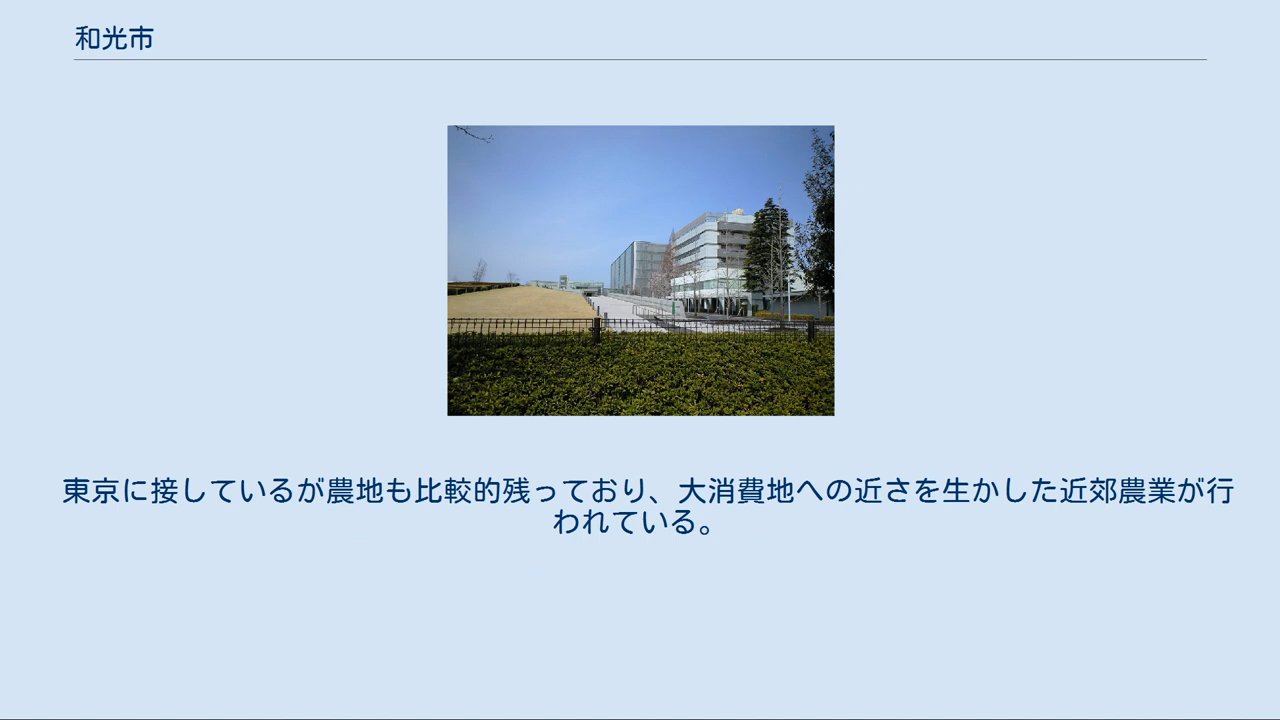 和光市
東京に接しているが農地も比較的残っており、大消費地への近さを生かした近郊農業が行
われている。